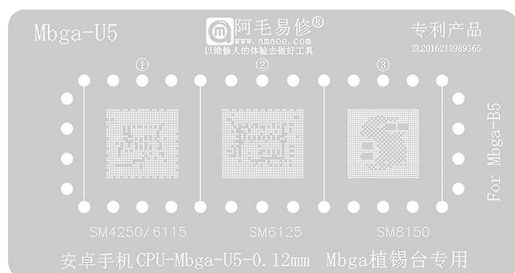 Mbga-U5
阿毛易修®
www.amaoe.com
以维修人的体验去做好工具
专利产品
ZL2016213989365
① ② ③
SM4250/6115 SM6125 SM8150
For Mbga-B5
安卓手机CPU-Mbga-U5-0.12mm Mbga植锡台专用